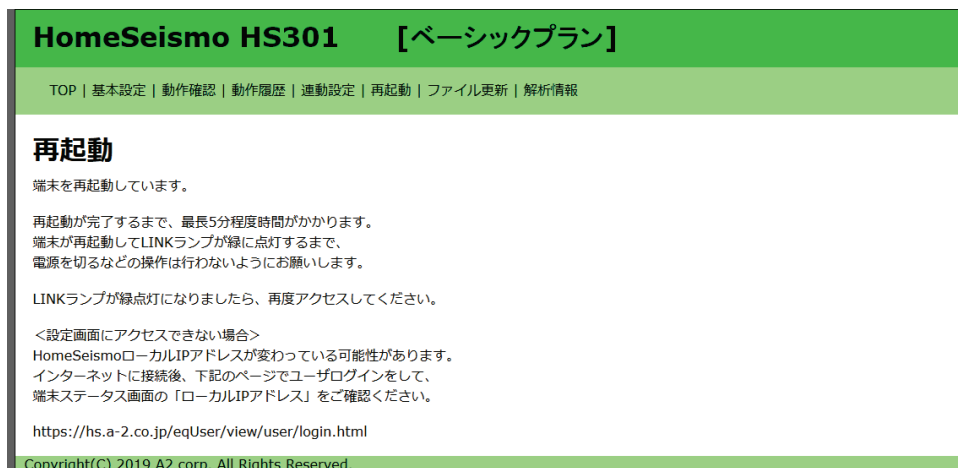 HomeSeismo HS301 [ベーシックプラン]
TOP | 基本設定 | 動作確認 | 動作履歴 | 連動設定 | 再起動 | ファイル更新 | 解析情報
再起動
端末を再起動しています。
再起動が完了するまで、最長5分程度時間がかかります。
端末が再起動してLINKランプが緑に点灯するまで、
電源を切るなどの操作は行わないようにお願いします。
LINKランプが緑点灯になりましたら、再度アクセスしてください。
＜設定画面にアクセスできない場合＞
HomeSeismoローカルIPアドレスが変わっている可能性があります。
インターネットに接続後、下記のページでユーザログインをして、
端末ステータス画面の「ローカルIPアドレス」をご確認ください。
https://hs.a-2.co.jp/eqUser/view/user/login.html
Copyright(C) 2019 A2 corp. All Rights Reserved.